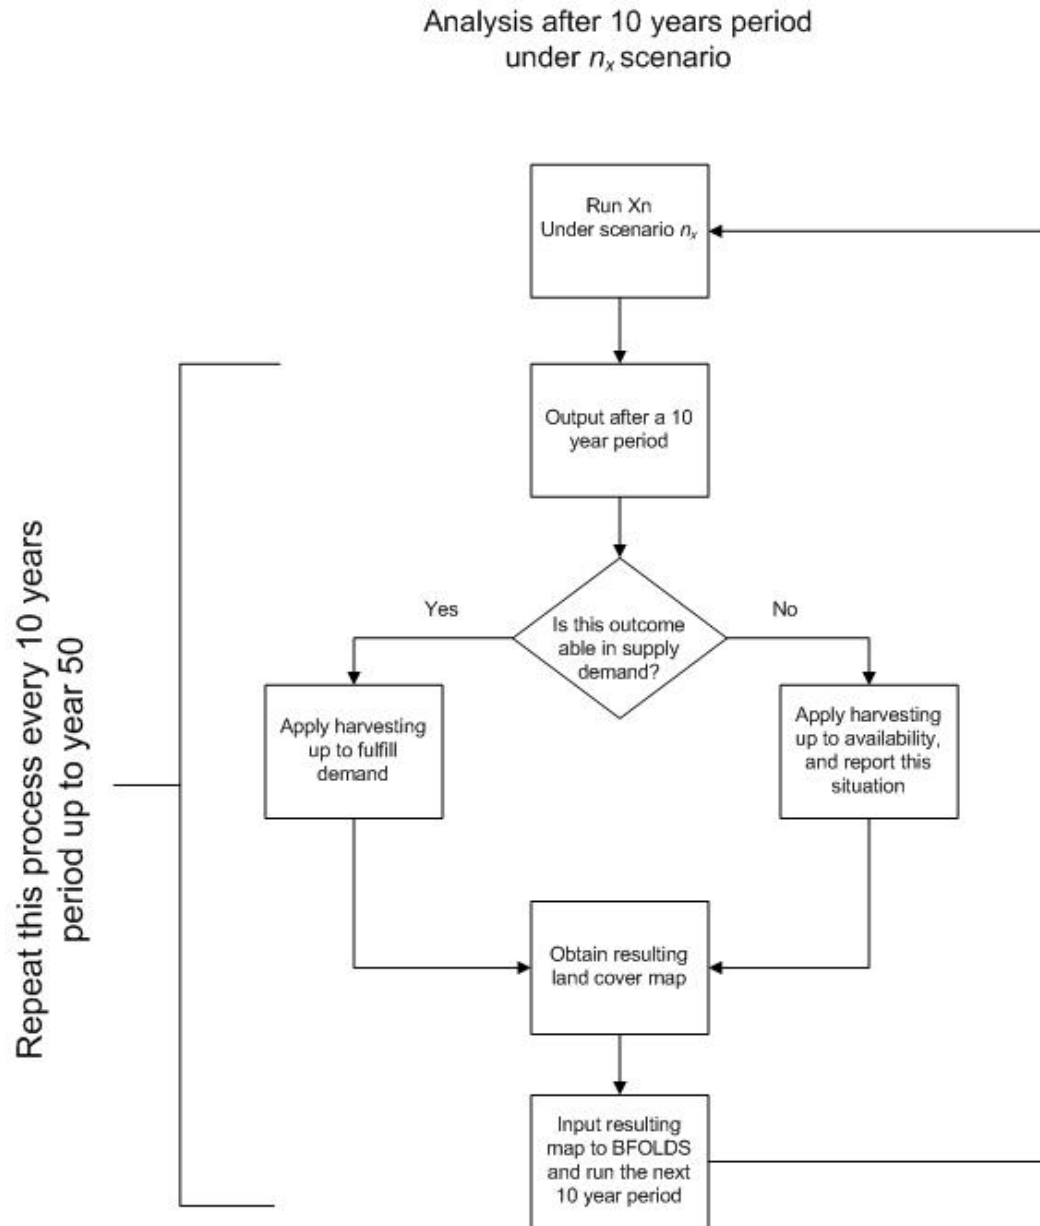 Analysis after 10 years period
under nₓ scenario
Run Xn
Under scenario nₓ
Output after a 10
year period
Yes
No
Is this outcome
able in supply
demand?
Apply harvesting
up to fulfill
demand
Apply harvesting
up to availability,
and report this
situation
Repeat this process every 10 years
period up to year 50
Obtain resulting
land cover map
Input resulting
map to BFOLDS
and run the next
10 year period